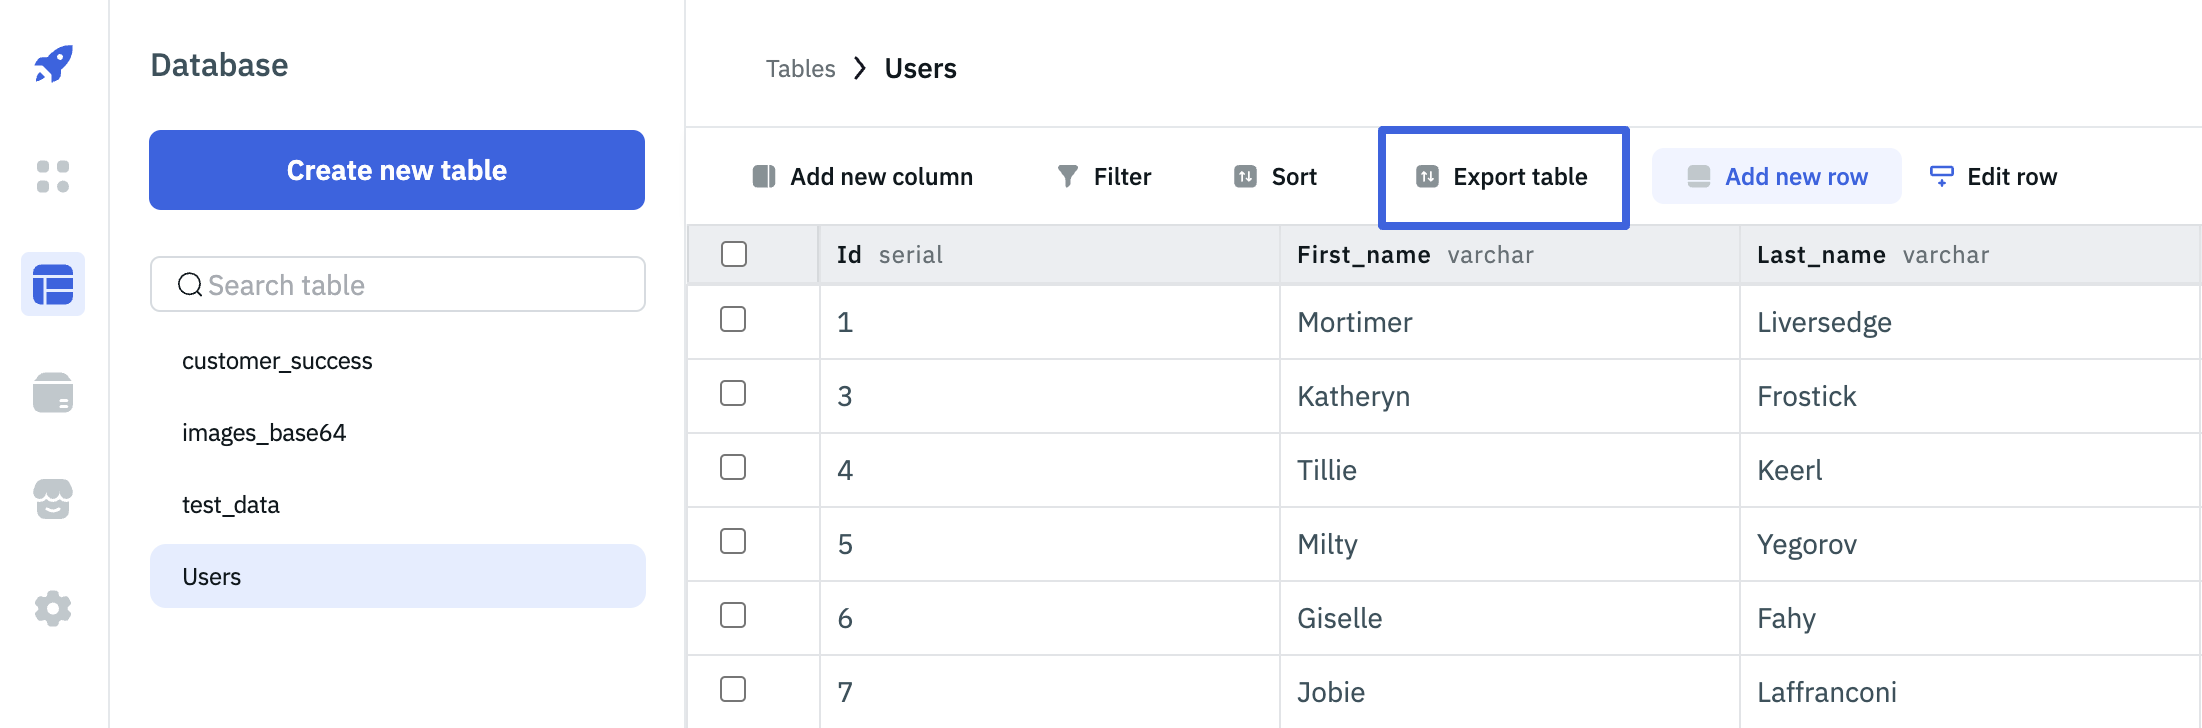 Database
Create new table
Search table
customer_success
images_base64
test_data
Users
Tables > Users
Add new column Filter Sort Export table Add new row Edit row
Id serial First_name varchar Last_name varchar
1 Mortimer Liversedge
3 Katheryn Frostick
4 Tillie Keerl
5 Milty Yegorov
6 Giselle Fahy
7 Jobie Laffranconi